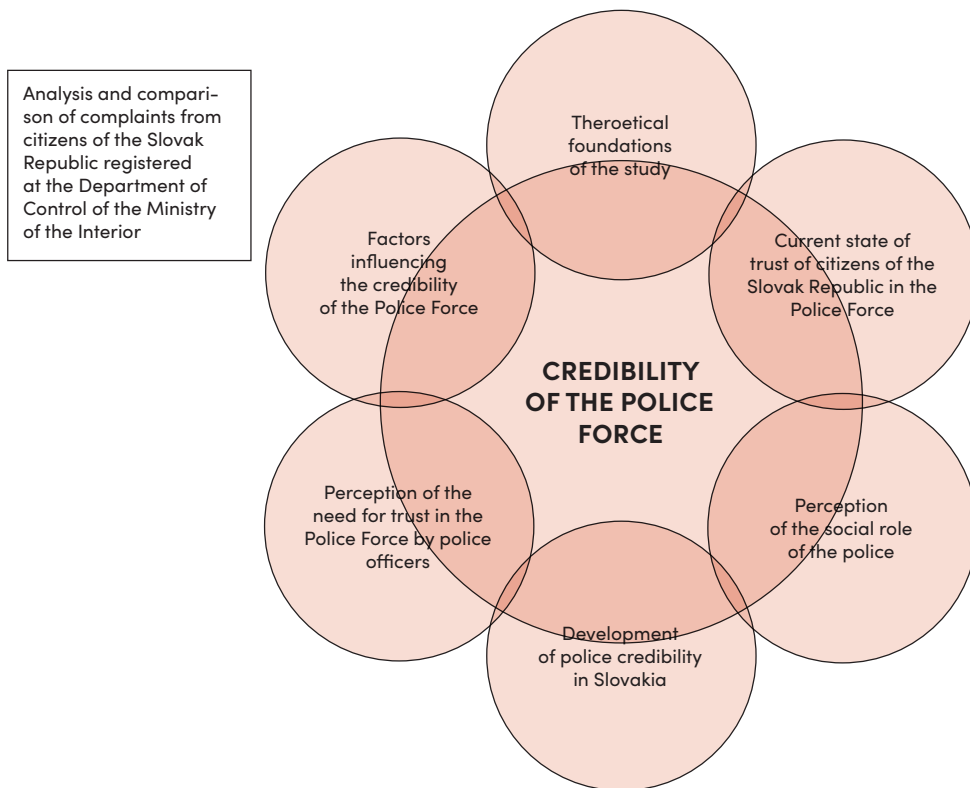 Analysis and compari-
son of complaints from
citizens of the Slovak
Republic registered
at the Department of
Control of the Ministry
of the Interior
Theroetical
foundations
of the study
Factors
influencing
the credibility
of the Police Force
Current state of
trust of citizens of the
Slovak Republic in the
Police Force
CREDIBILITY
OF THE POLICE
FORCE
Perception of the
need for trust in the
Police Force by police
officers
Perception
of the social role
of the police
Development
of police credibility
in Slovakia